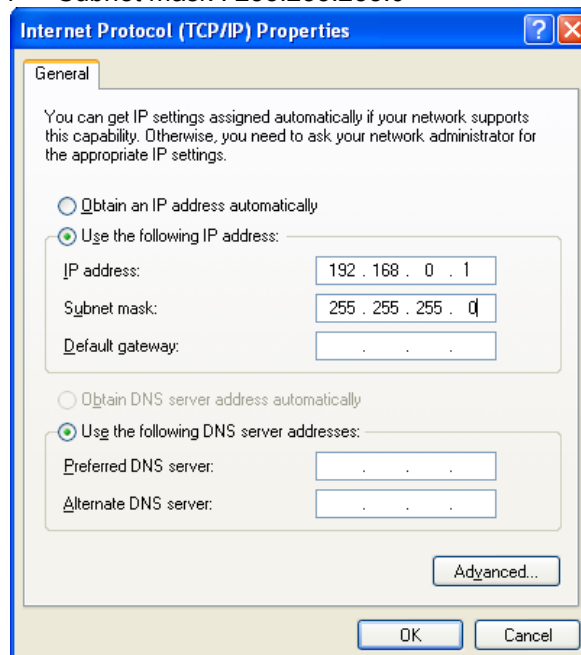 Internet Protocol (TCP/IP) Properties
General
You can get IP settings assigned automatically if your network supports
this capability. Otherwise, you need to ask your network administrator for
the appropriate IP settings.
Obtain an IP address automatically
Use the following IP address:
IP address: 192 . 168 . 0 . 1
Subnet mask: 255 . 255 . 255 . 0
Default gateway: . . .
Obtain DNS server address automatically
Use the following DNS server addresses:
Preferred DNS server: . . .
Alternate DNS server: . . .
Advanced...
OK Cancel